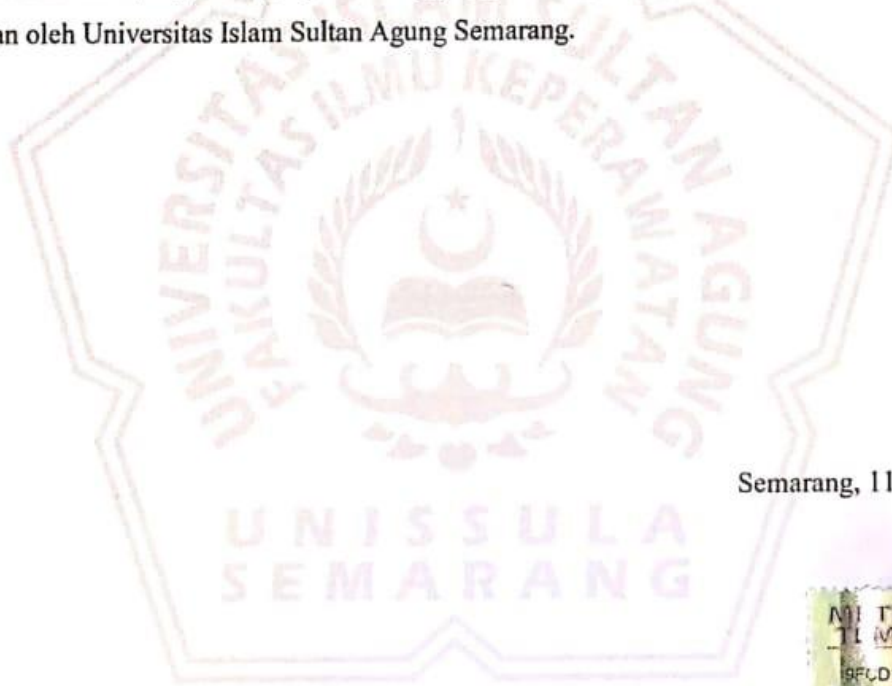 an oleh Universitas Islam Sultan Agung Semarang.
UNIVERSITAS ISLAM SULTAN AGUNG
FAKULTAS ILMU KEPERAWATAN
Semarang, 11
UNISSULA
SEMARANG